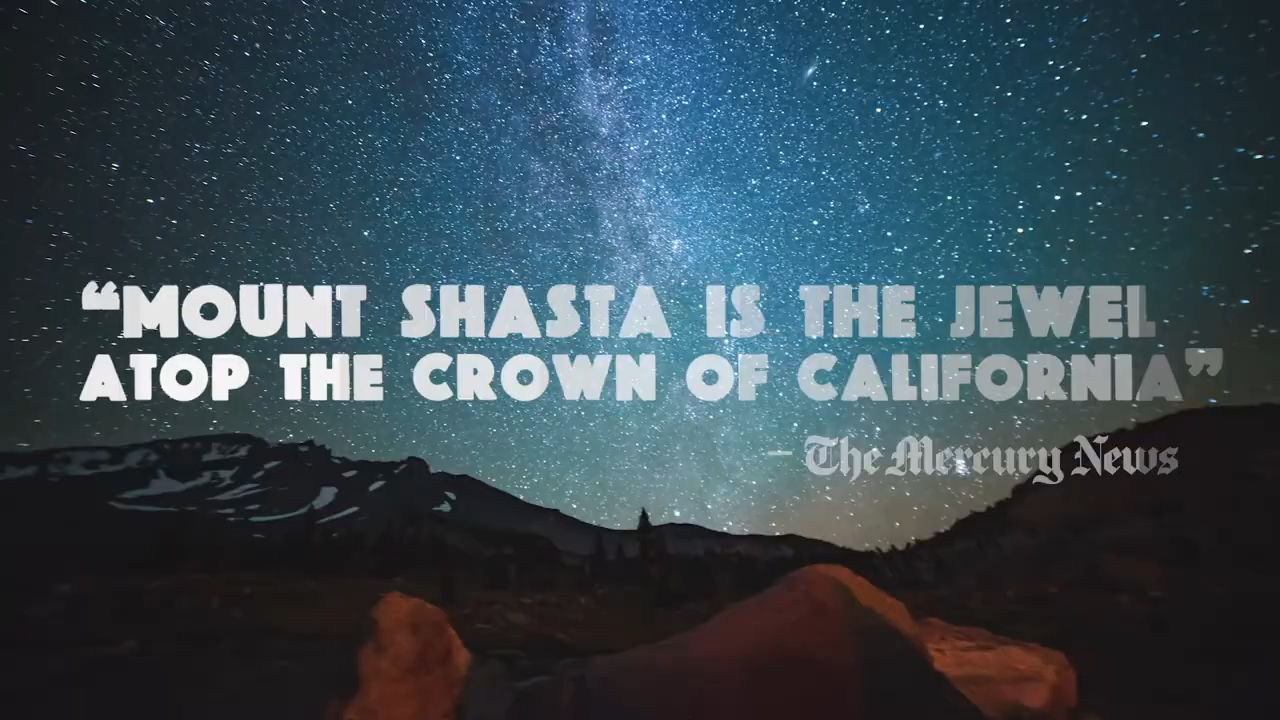 “MOUNT SHASTA IS THE JEWEL
ATOP THE CROWN OF CALIFORNIA”
– The Mercury News